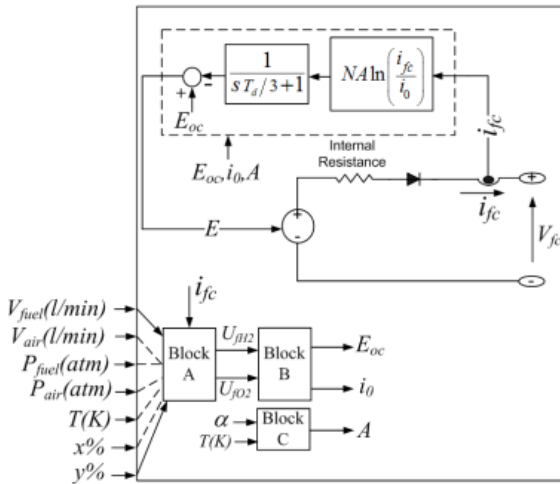 1
sT_d/3+1
NA ln(i_fc/i_0)
+
-
E_oc
i_fc
E_oc, i_0, A
Internal
Resistance
+
i_fc
E
+
-
V_fc
-
i_fc
V_fuel(l/min)
V_air(l/min)
P_fuel(atm)
P_air(atm)
T(K)
x%
y%
Block
A
U_fH2
U_fO2
Block
B
E_oc
i_0
α
T(K)
Block
C
A